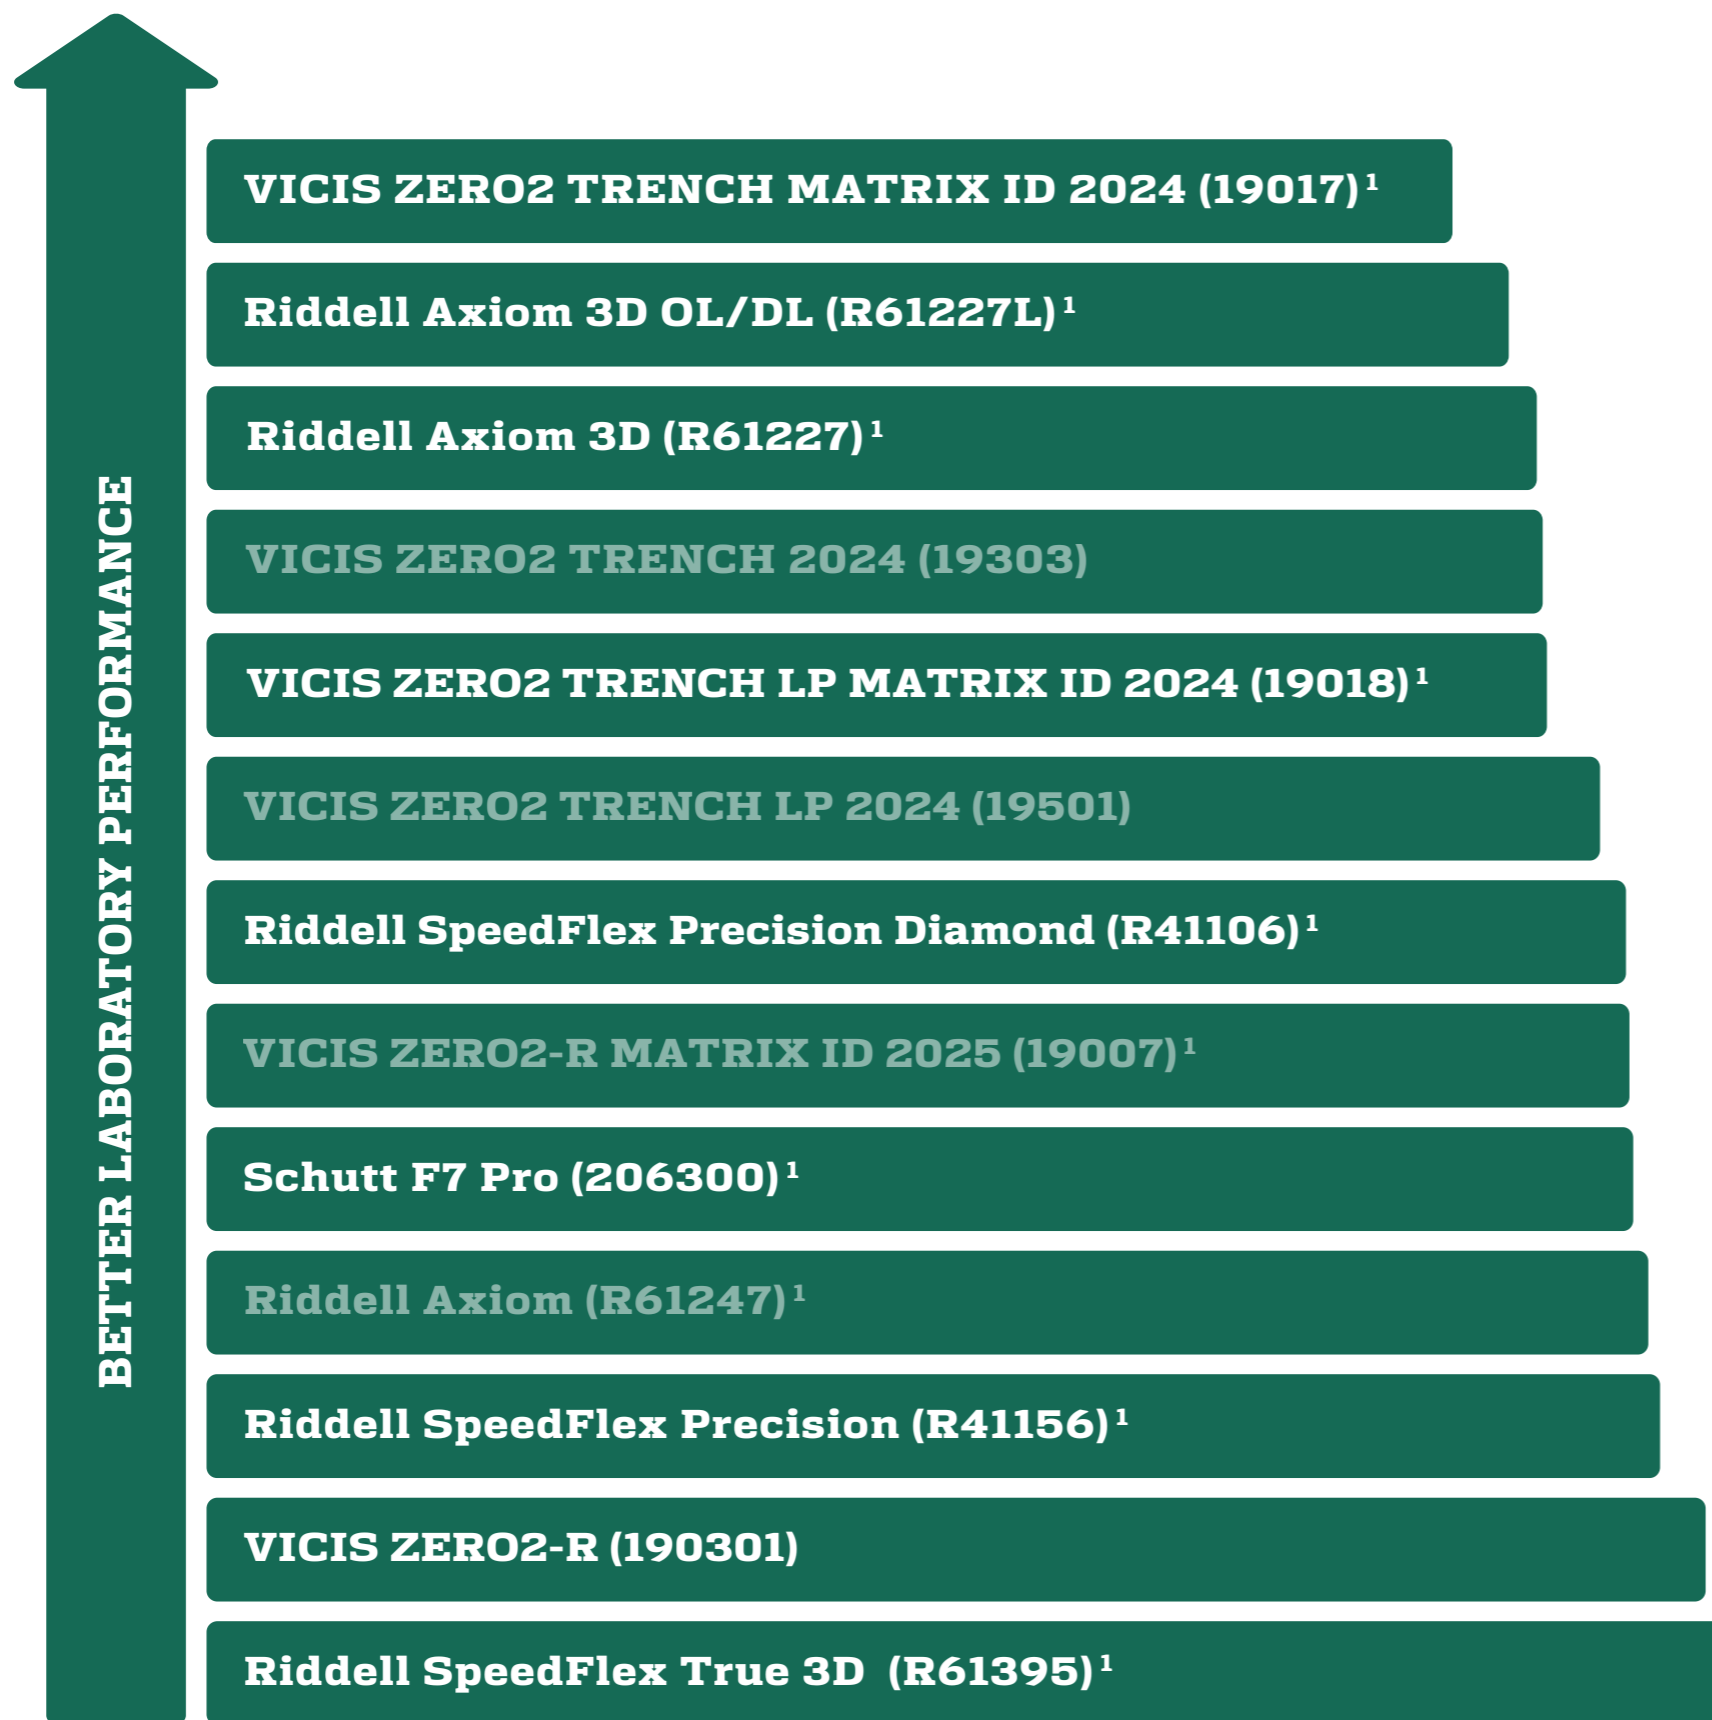 BETTER LABORATORY PERFORMANCE
VICIS ZERO2 TRENCH MATRIX ID 2024 (19017)¹
Riddell Axiom 3D OL/DL (R61227L)¹
Riddell Axiom 3D (R61227)¹
VICIS ZERO2 TRENCH 2024 (19303)
VICIS ZERO2 TRENCH LP MATRIX ID 2024 (19018)¹
VICIS ZERO2 TRENCH LP 2024 (19501)
Riddell SpeedFlex Precision Diamond (R41106)¹
VICIS ZERO2-R MATRIX ID 2025 (19007)¹
Schutt F7 Pro (206300)¹
Riddell Axiom (R61247)¹
Riddell SpeedFlex Precision (R41156)¹
VICIS ZERO2-R (190301)
Riddell SpeedFlex True 3D (R61395)¹